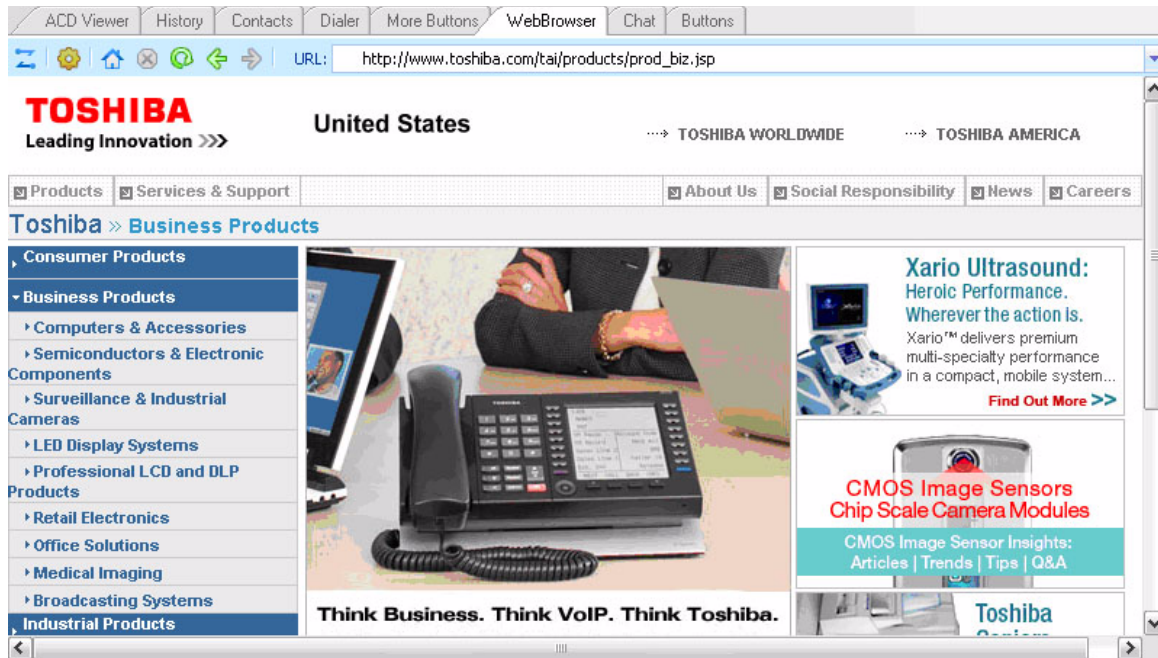 ACD Viewer History Contacts Dialer More Buttons WebBrowser Chat Buttons
URL: http://www.toshiba.com/tai/products/prod_biz.jsp
TOSHIBA
Leading Innovation >>>
United States
TOSHIBA WORLDWIDE
TOSHIBA AMERICA
Products Services & Support About Us Social Responsibility News Careers
Toshiba » Business Products
Consumer Products
Business Products
Computers & Accessories
Semiconductors & Electronic
Components
Surveillance & Industrial
Cameras
LED Display Systems
Professional LCD and DLP
Products
Retail Electronics
Office Solutions
Medical Imaging
Broadcasting Systems
Industrial Products
TOSHIBA
Think Business. Think VoIP. Think Toshiba.
Xario Ultrasound:
Heroic Performance.
Wherever the action is.
Xario™ delivers premium
multi-specialty performance
in a compact, mobile system...
Find Out More >>
CMOS Image Sensors
Chip Scale Camera Modules
CMOS Image Sensor Insights:
Articles | Trends | Tips | Q&A
Toshiba